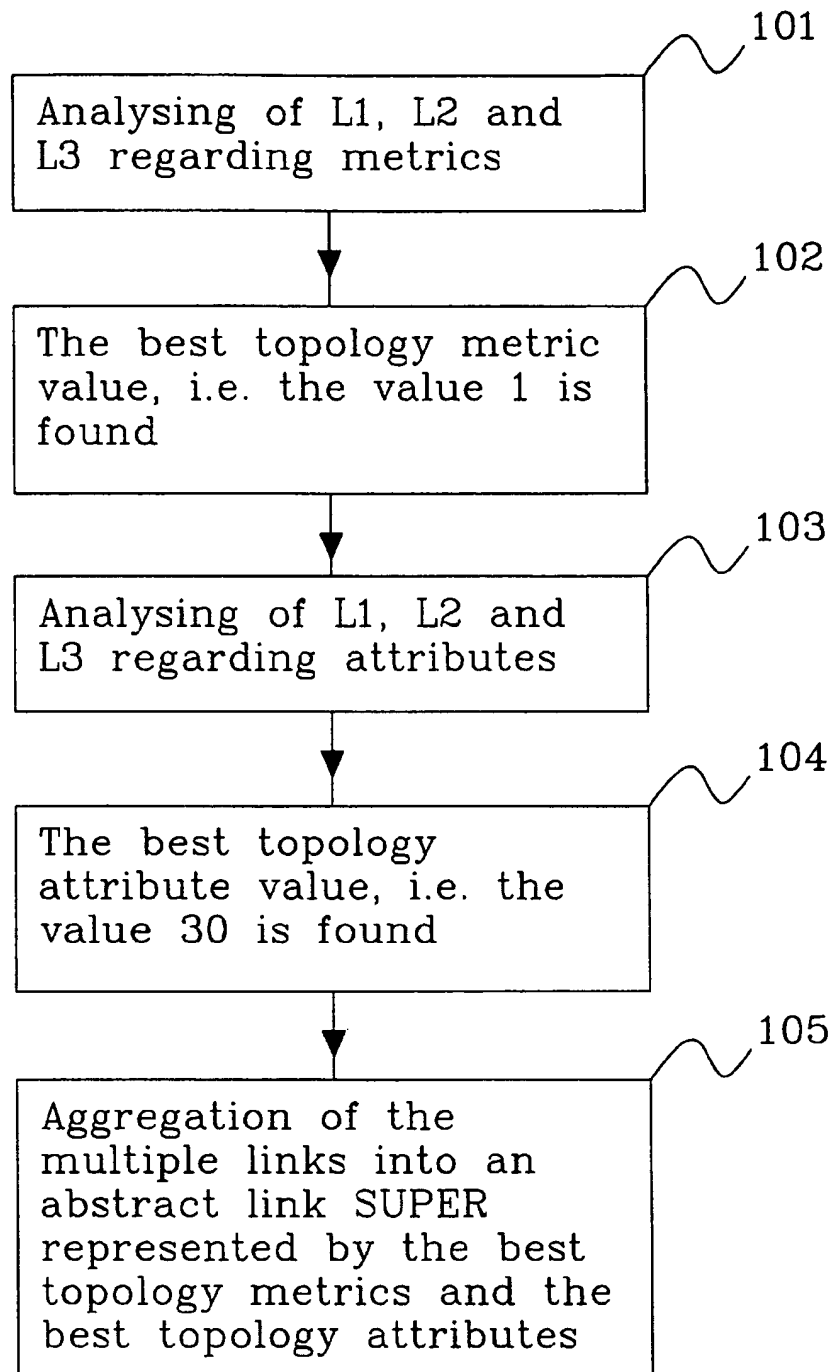 101
Analysing of L1, L2 and
L3 regarding metrics
102
The best topology metric
value, i.e. the value 1 is
found
103
Analysing of L1, L2 and
L3 regarding attributes
104
The best topology
attribute value, i.e. the
value 30 is found
105
Aggregation of the
multiple links into an
abstract link SUPER
represented by the best
topology metrics and the
best topology attributes